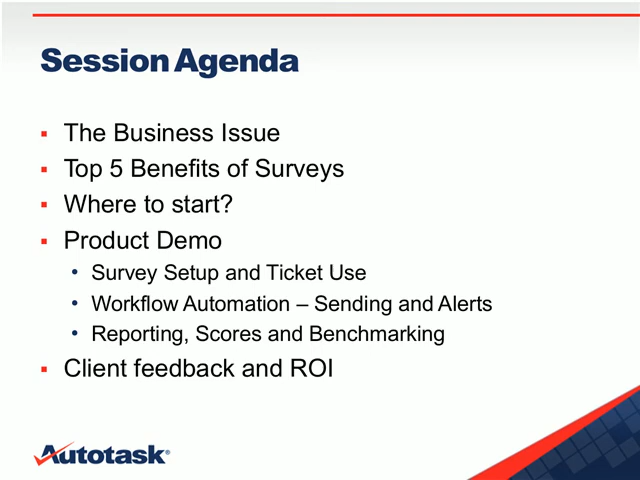 Session Agenda
The Business Issue
Top 5 Benefits of Surveys
Where to start?
Product Demo
Survey Setup and Ticket Use
Workflow Automation – Sending and Alerts
Reporting, Scores and Benchmarking
Client feedback and ROI
Autotask®